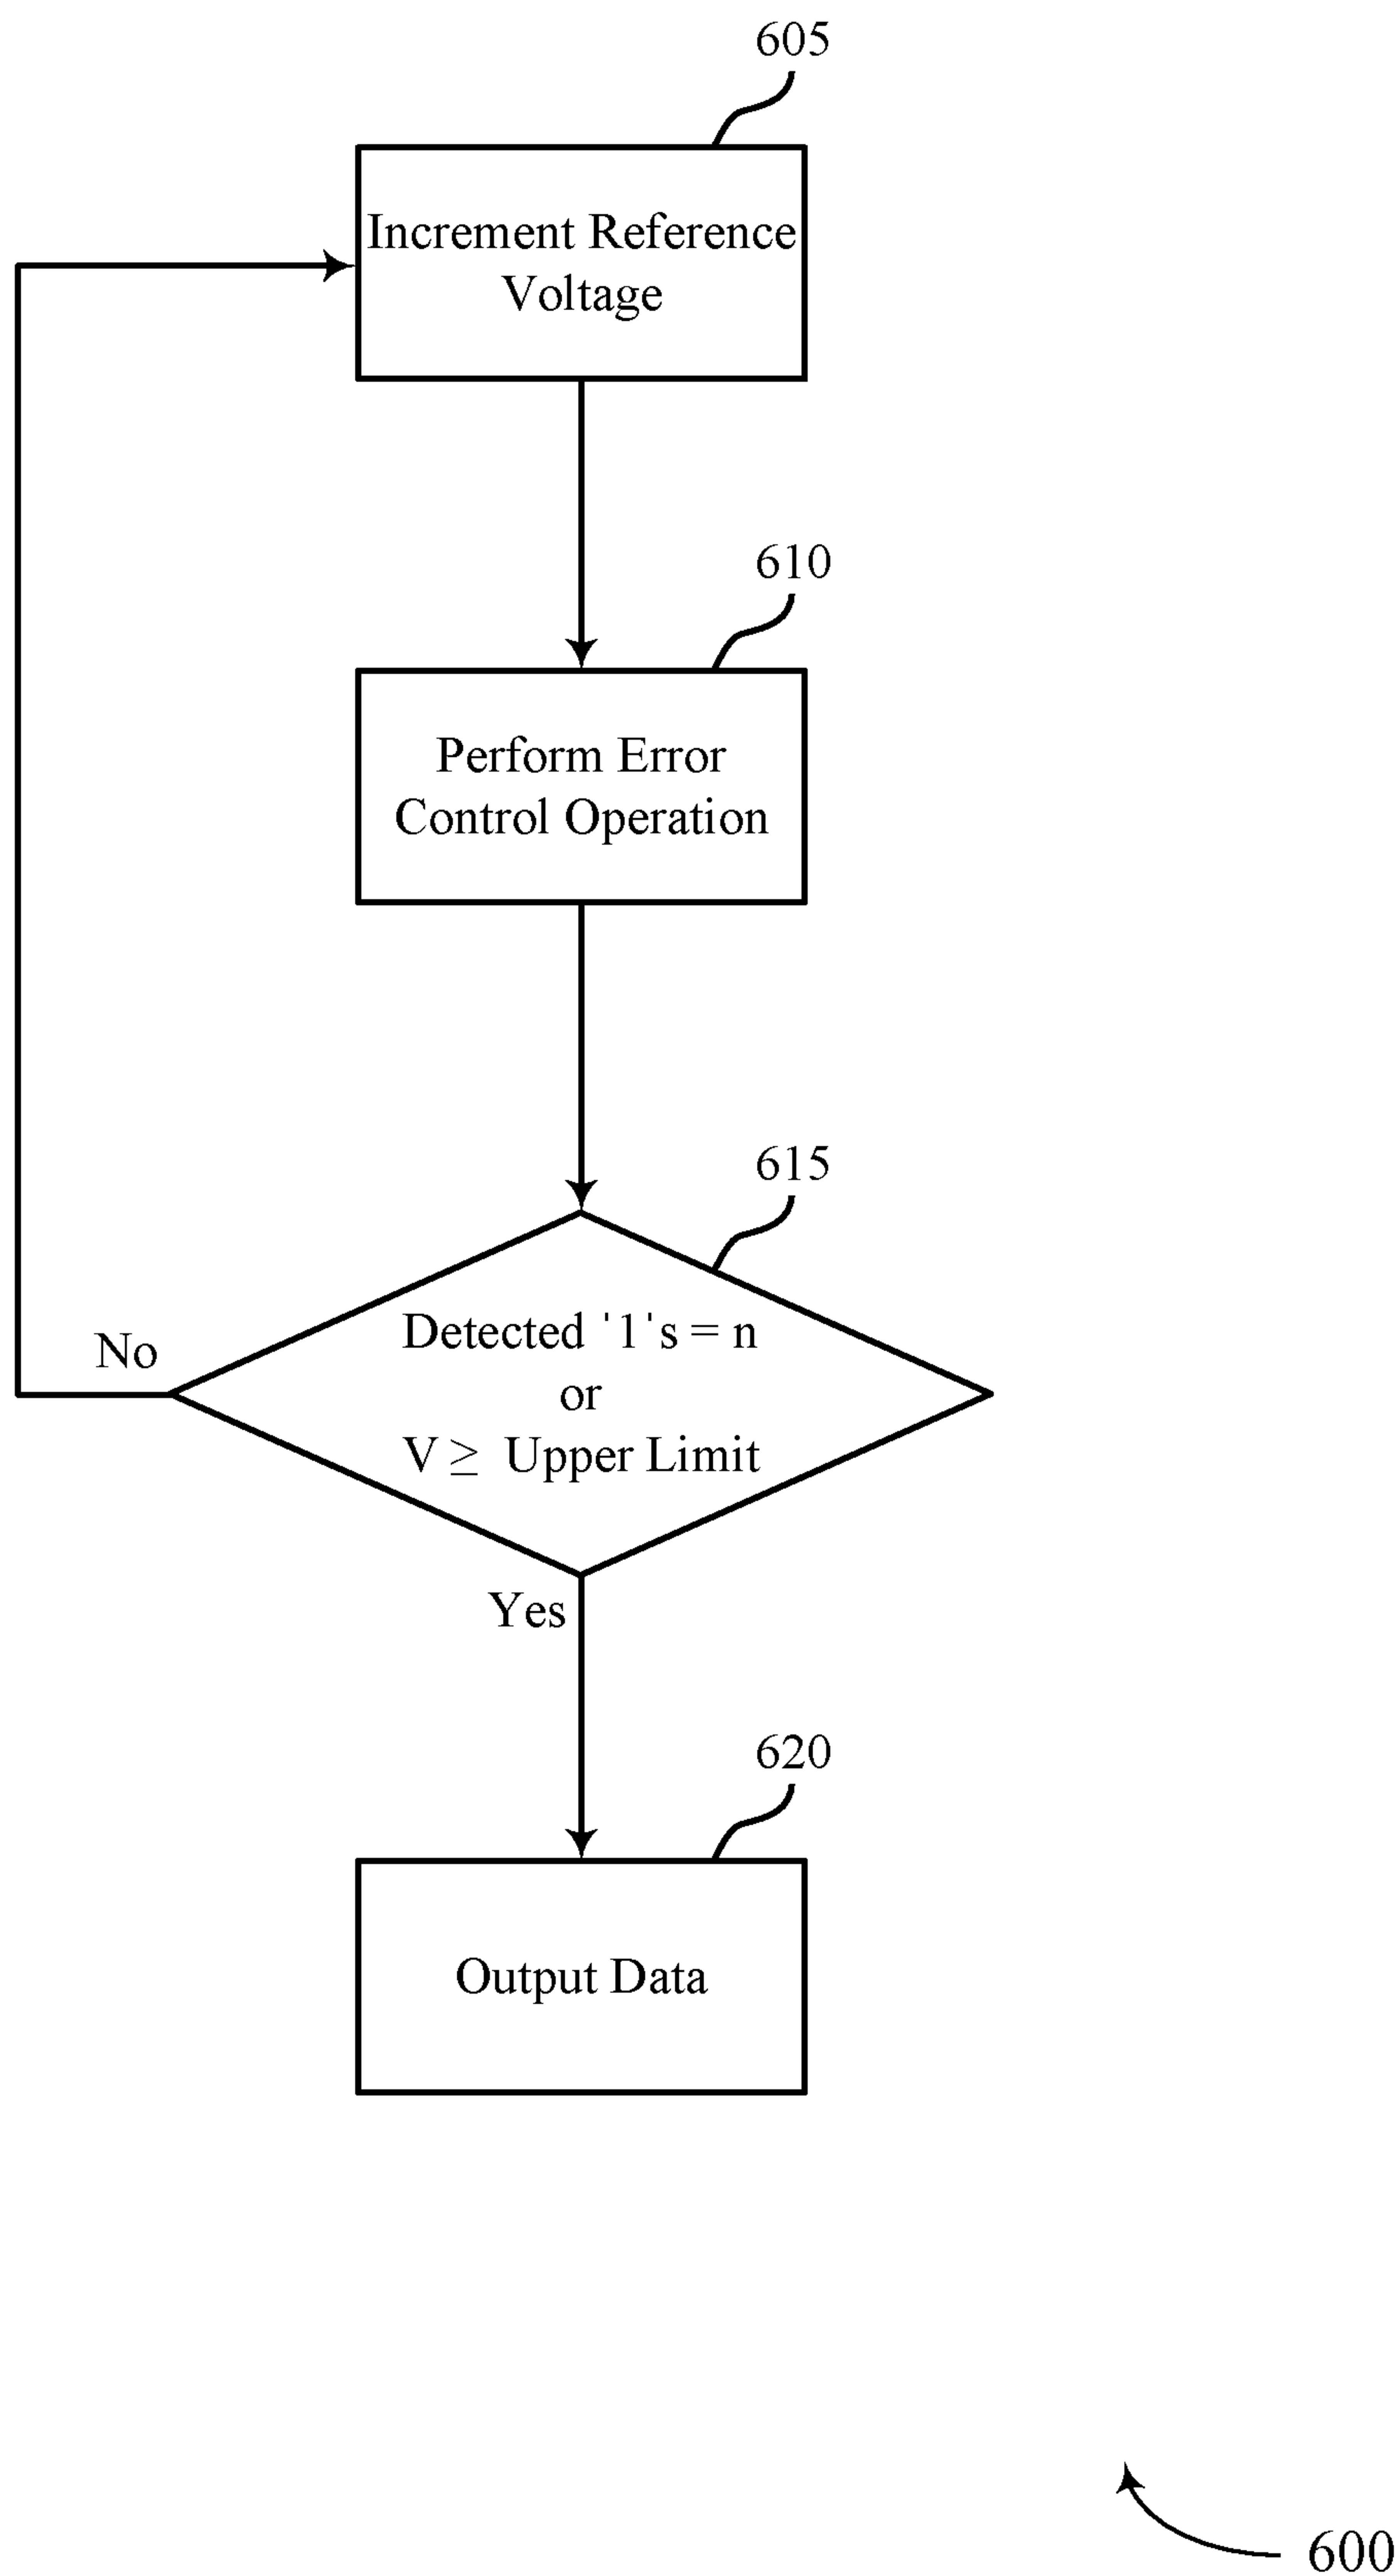 605
Increment Reference
Voltage
610
Perform Error
Control Operation
615
Detected '1's = n
or
V ≥ Upper Limit
No
Yes
620
Output Data
600